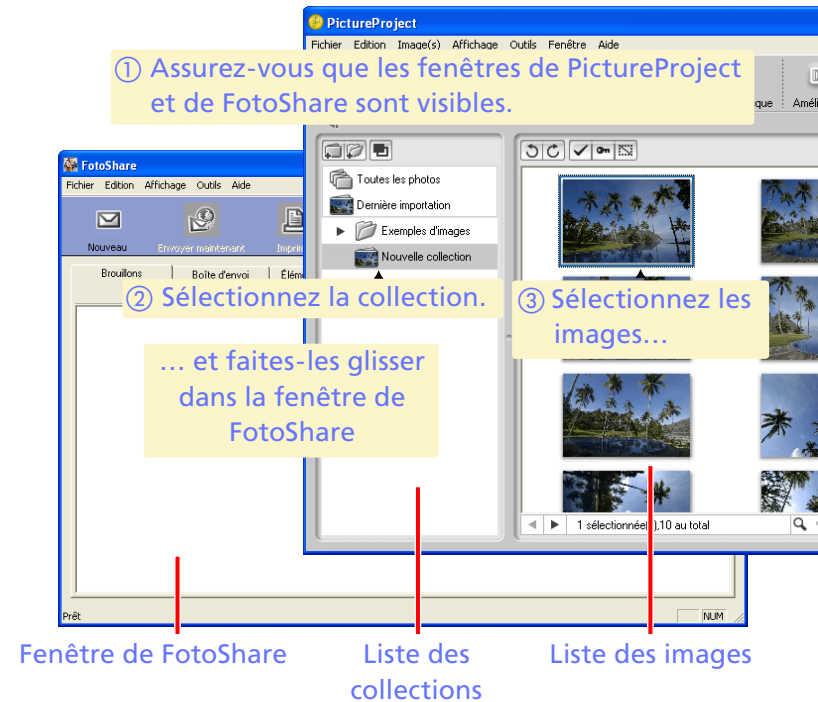 PictureProject
Fichier Edition Image(s) Affichage Outils Fenêtre Aide
① Assurez-vous que les fenêtres de PictureProject
et de FotoShare sont visibles.
FotoShare
Fichier Edition Affichage Outils Aide
Nouveau Envoyer maintenant
Brouillons Boîte d'envoi
Toutes les photos
Dernière importation
Exemples d'images
Nouvelle collection
② Sélectionnez la collection.
③ Sélectionnez les
images…
… et faites-les glisser
dans la fenêtre de
FotoShare
1 sélectionnée(s),10 au total
Prêt
NUM
Fenêtre de FotoShare
Liste des
collections
Liste des images